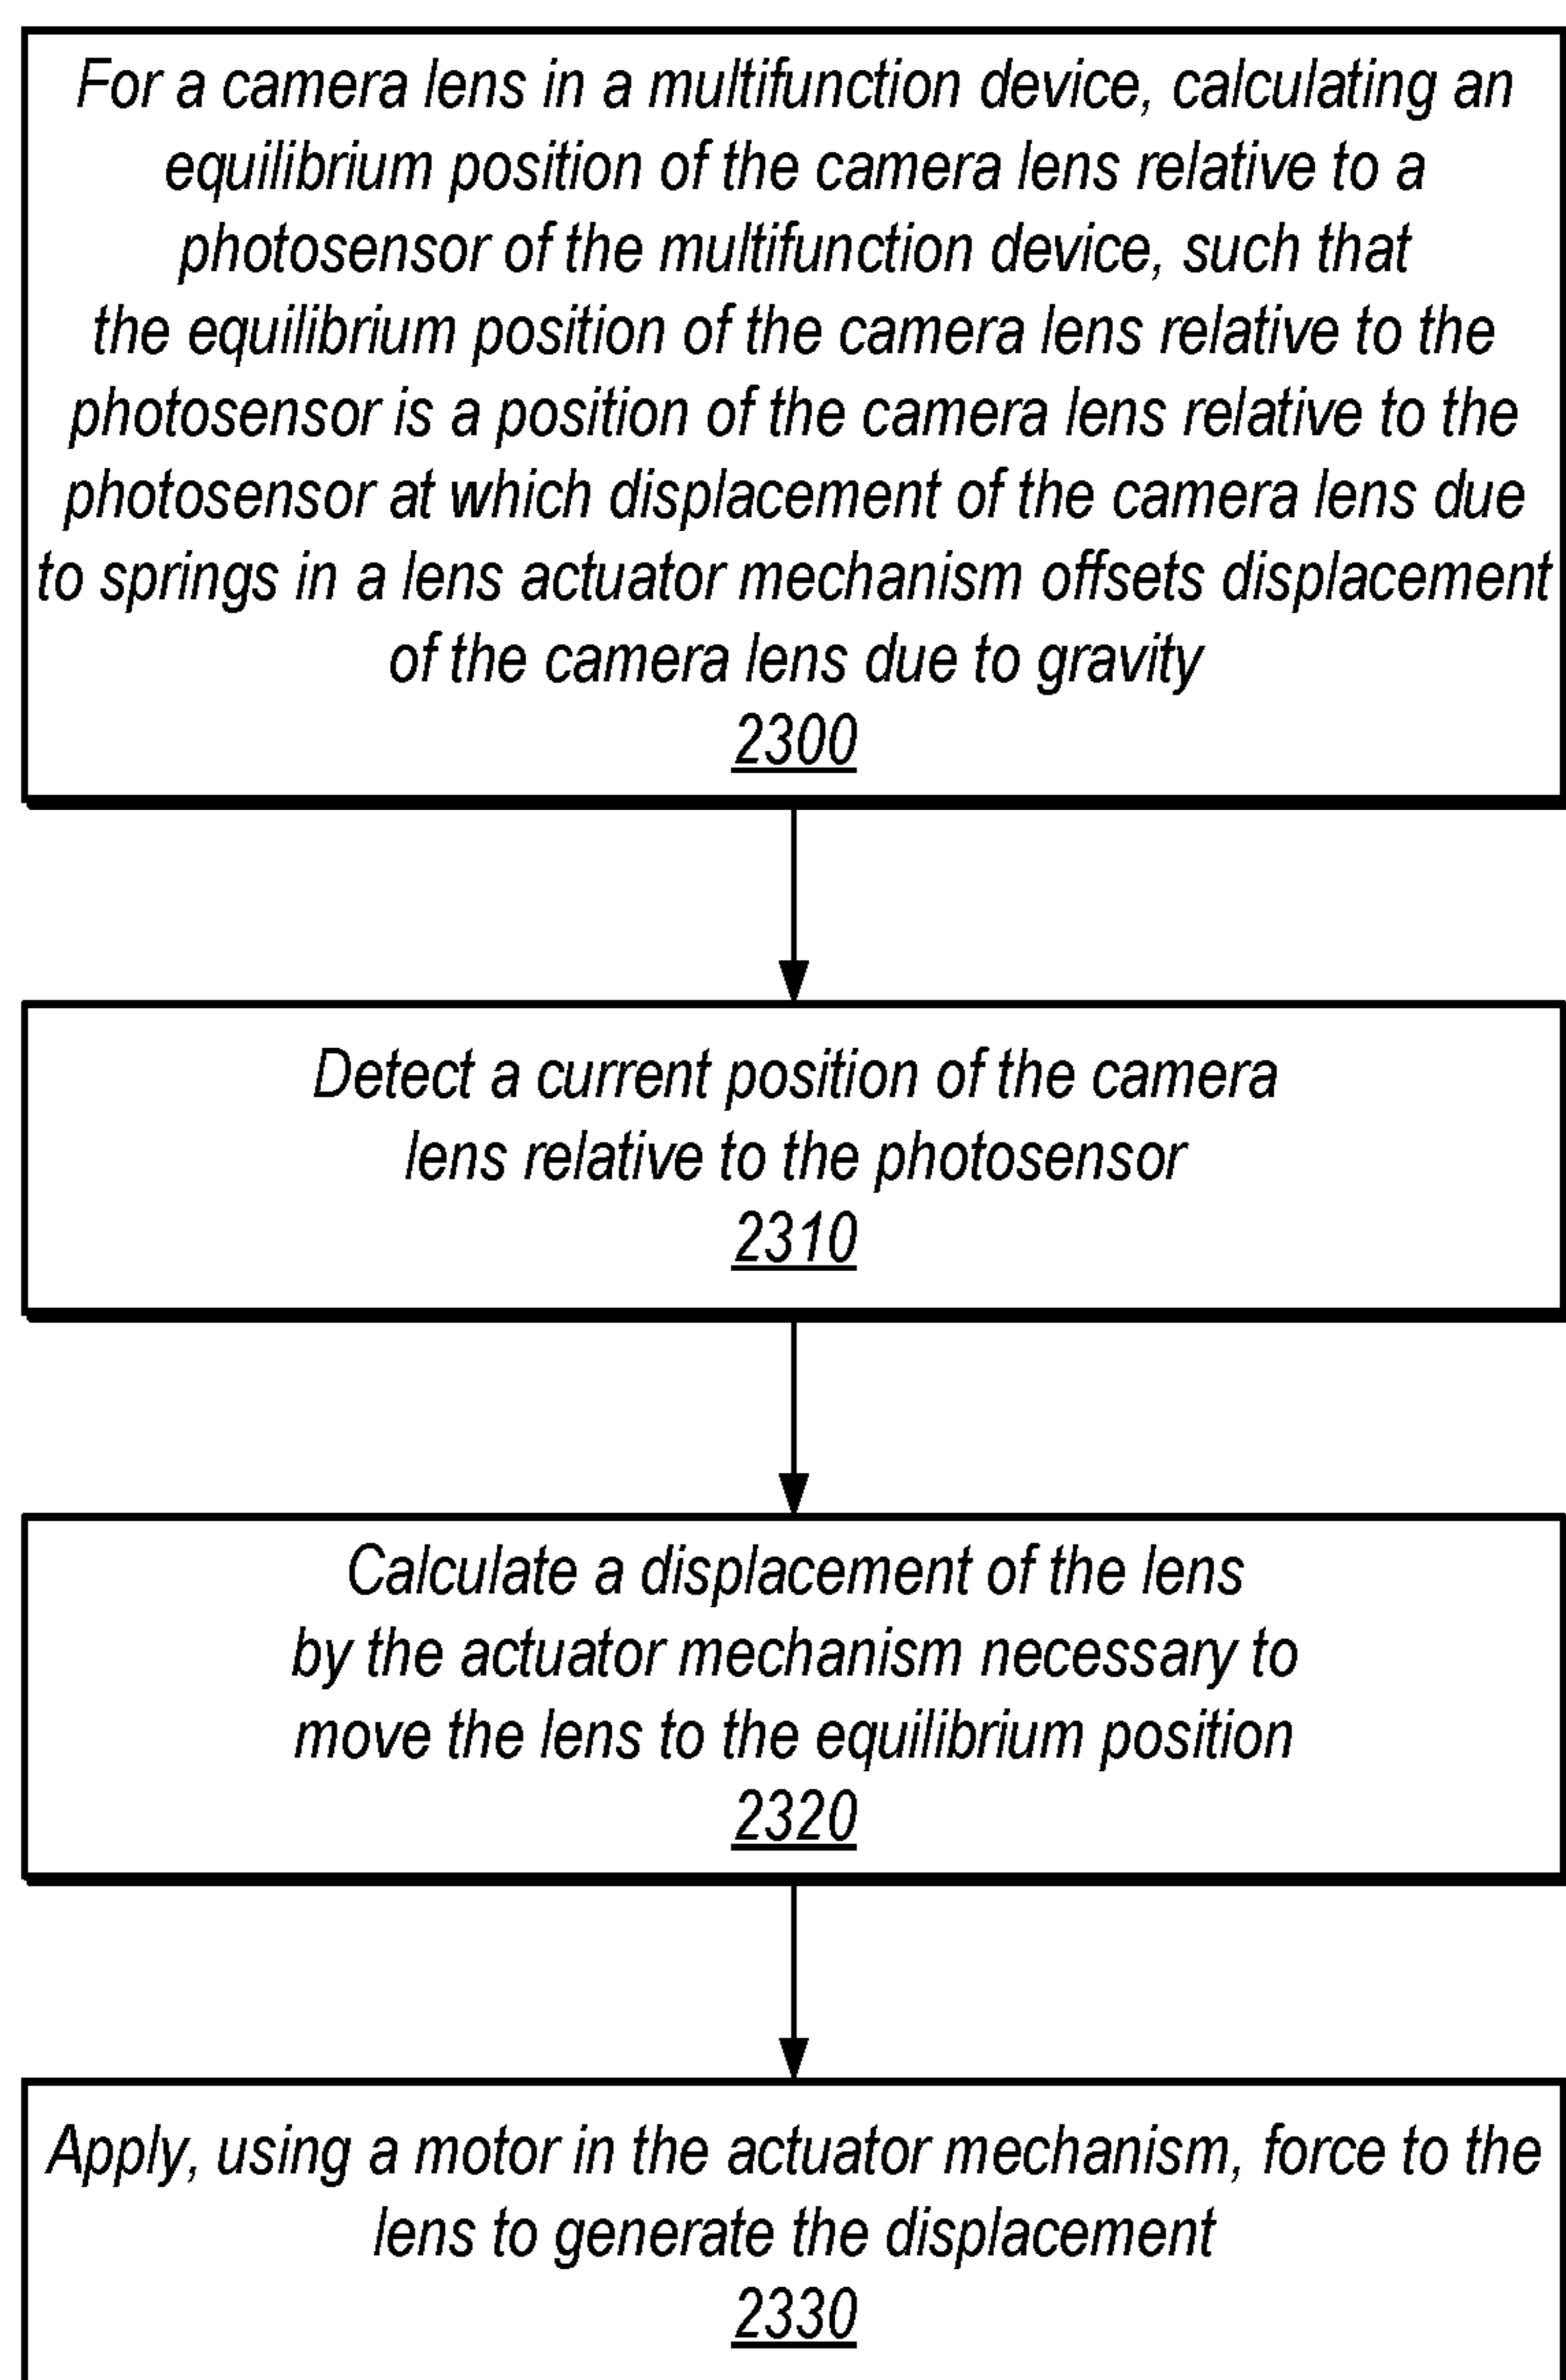 For a camera lens in a multifunction device, calculating an
equilibrium position of the camera lens relative to a
photosensor of the multifunction device, such that
the equilibrium position of the camera lens relative to the
photosensor is a position of the camera lens relative to the
photosensor at which displacement of the camera lens due
to springs in a lens actuator mechanism offsets displacement
of the camera lens due to gravity
2300
Detect a current position of the camera
lens relative to the photosensor
2310
Calculate a displacement of the lens
by the actuator mechanism necessary to
move the lens to the equilibrium position
2320
Apply, using a motor in the actuator mechanism, force to the
lens to generate the displacement
2330